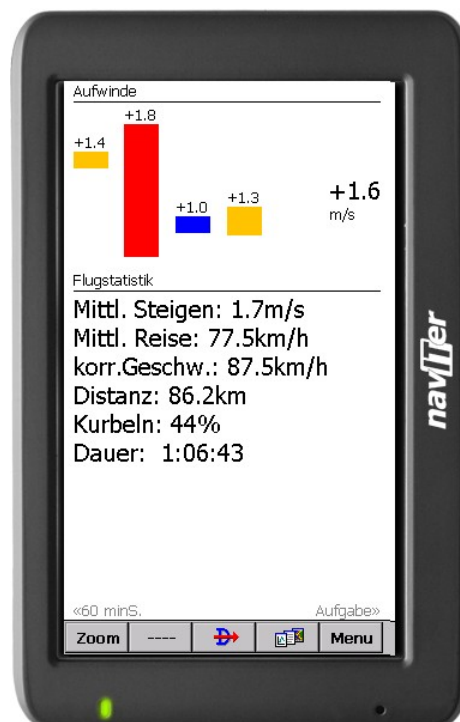 Aufwinde
+1.8
+1.4
+1.0
+1.3
+1.6
m/s
Flugstatistik
Mittl. Steigen: 1.7m/s
Mittl. Reise: 77.5km/h
korr.Geschw.: 87.5km/h
Distanz: 86.2km
Kurbeln: 44%
Dauer: 1:06:43
«60 minS.
Aufgabe»
Zoom
----
Menu
naviter